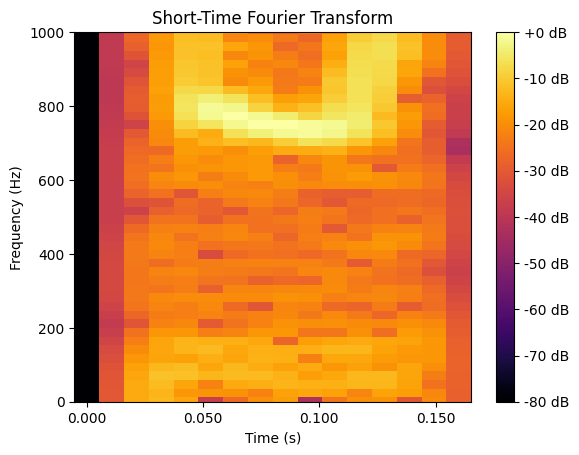 Short-Time Fourier Transform
1000
800
600
400
200
0
Frequency (Hz)
0.000
0.050
0.100
0.150
Time (s)
+0 dB
-10 dB
-20 dB
-30 dB
-40 dB
-50 dB
-60 dB
-70 dB
-80 dB